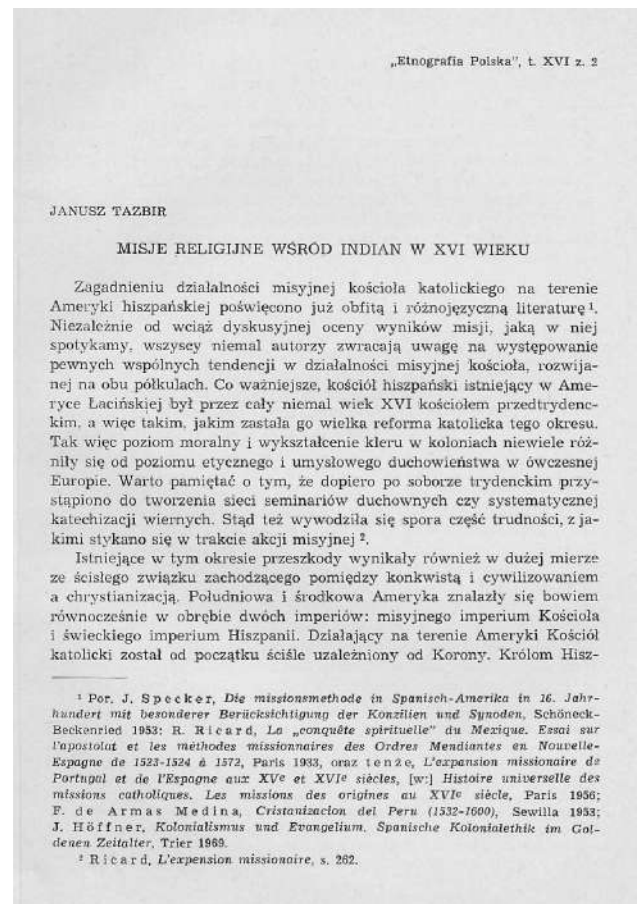 „Etnografia Polska", t. XVI z. 2
JANUSZ TAZBIR
MISJE RELIGIJNE WŚRÓD INDIAN W XVI WIEKU
Zagadnieniu działalności misyjnej kościoła katolickiego na terenie
Ameryki hiszpańskiej poświęcono już obfitą i różnojęzyczną literaturę ¹.
Niezależnie od wciąż dyskusyjnej oceny wyników misji, jaką w niej
spotykamy, wszyscy niemal autorzy zwracają uwagę na występowanie
pewnych wspólnych tendencji w działalności misyjnej kościoła, rozwija-
nej na obu półkulach. Co ważniejsze, kościół hiszpański istniejący w Ame-
ryce Łacińskiej był przez cały niemal wiek XVI kościołem przedtrydenc-
kim, a więc takim, jakim zastała go wielka reforma katolicka tego okresu.
Tak więc poziom moralny i wykształcenie kleru w koloniach niewiele róż-
niły się od poziomu etycznego i umysłowego duchowieństwa w ówczesnej
Europie. Warto pamiętać o tym, że dopiero po soborze trydenckim przy-
stąpiono do tworzenia sieci seminariów duchownych czy systematycznej
katechizacji wiernych. Stąd też wywodziła się spora część trudności, z ja-
kimi stykano się w trakcie akcji misyjnej ².
Istniejące w tym okresie przeszkody wynikały również w dużej mierze
ze ścisłego związku zachodzącego pomiędzy konkwistą i cywilizowaniem
a chrystianizacją. Południowa i środkowa Ameryka znalazły się bowiem
równocześnie w obrębie dwóch imperiów: misyjnego imperium Kościoła
i świeckiego imperium Hiszpanii. Działający na terenie Ameryki Kościół
katolicki został od początku ściśle uzależniony od Korony. Królom Hisz-
¹ Por. J. Specker, Die missionsmethode in Spanisch-Amerika in 16. Jahr-
hundert mit besonderer Berücksichtigung der Konzilien und Synoden, Schöneck-
Beckenried 1953; R. Ricard, La „conquête spirituelle" du Mexique. Essai sur
l'apostolat et les méthodes missionnaires des Ordres Mendiantes en Nouvelle-
Espagne de 1523-1524 à 1572, Paris 1933, oraz tenże, L'expansion missionaire de
Portugal et de l'Espagne aux XVe et XVIe siècles, [w:] Histoire universelle des
missions catholiques. Les missions des origines au XVIe siècle, Paris 1956;
F. de Armas Medina, Cristanizacion del Peru (1532-1600), Sewilla 1953;
J. Höffner, Kolonialismus und Evangelium. Spanische Kolonialethik im Gol-
denen Zeitalter, Trier 1969.
² Ricard, L'expension missionaire, s. 262.